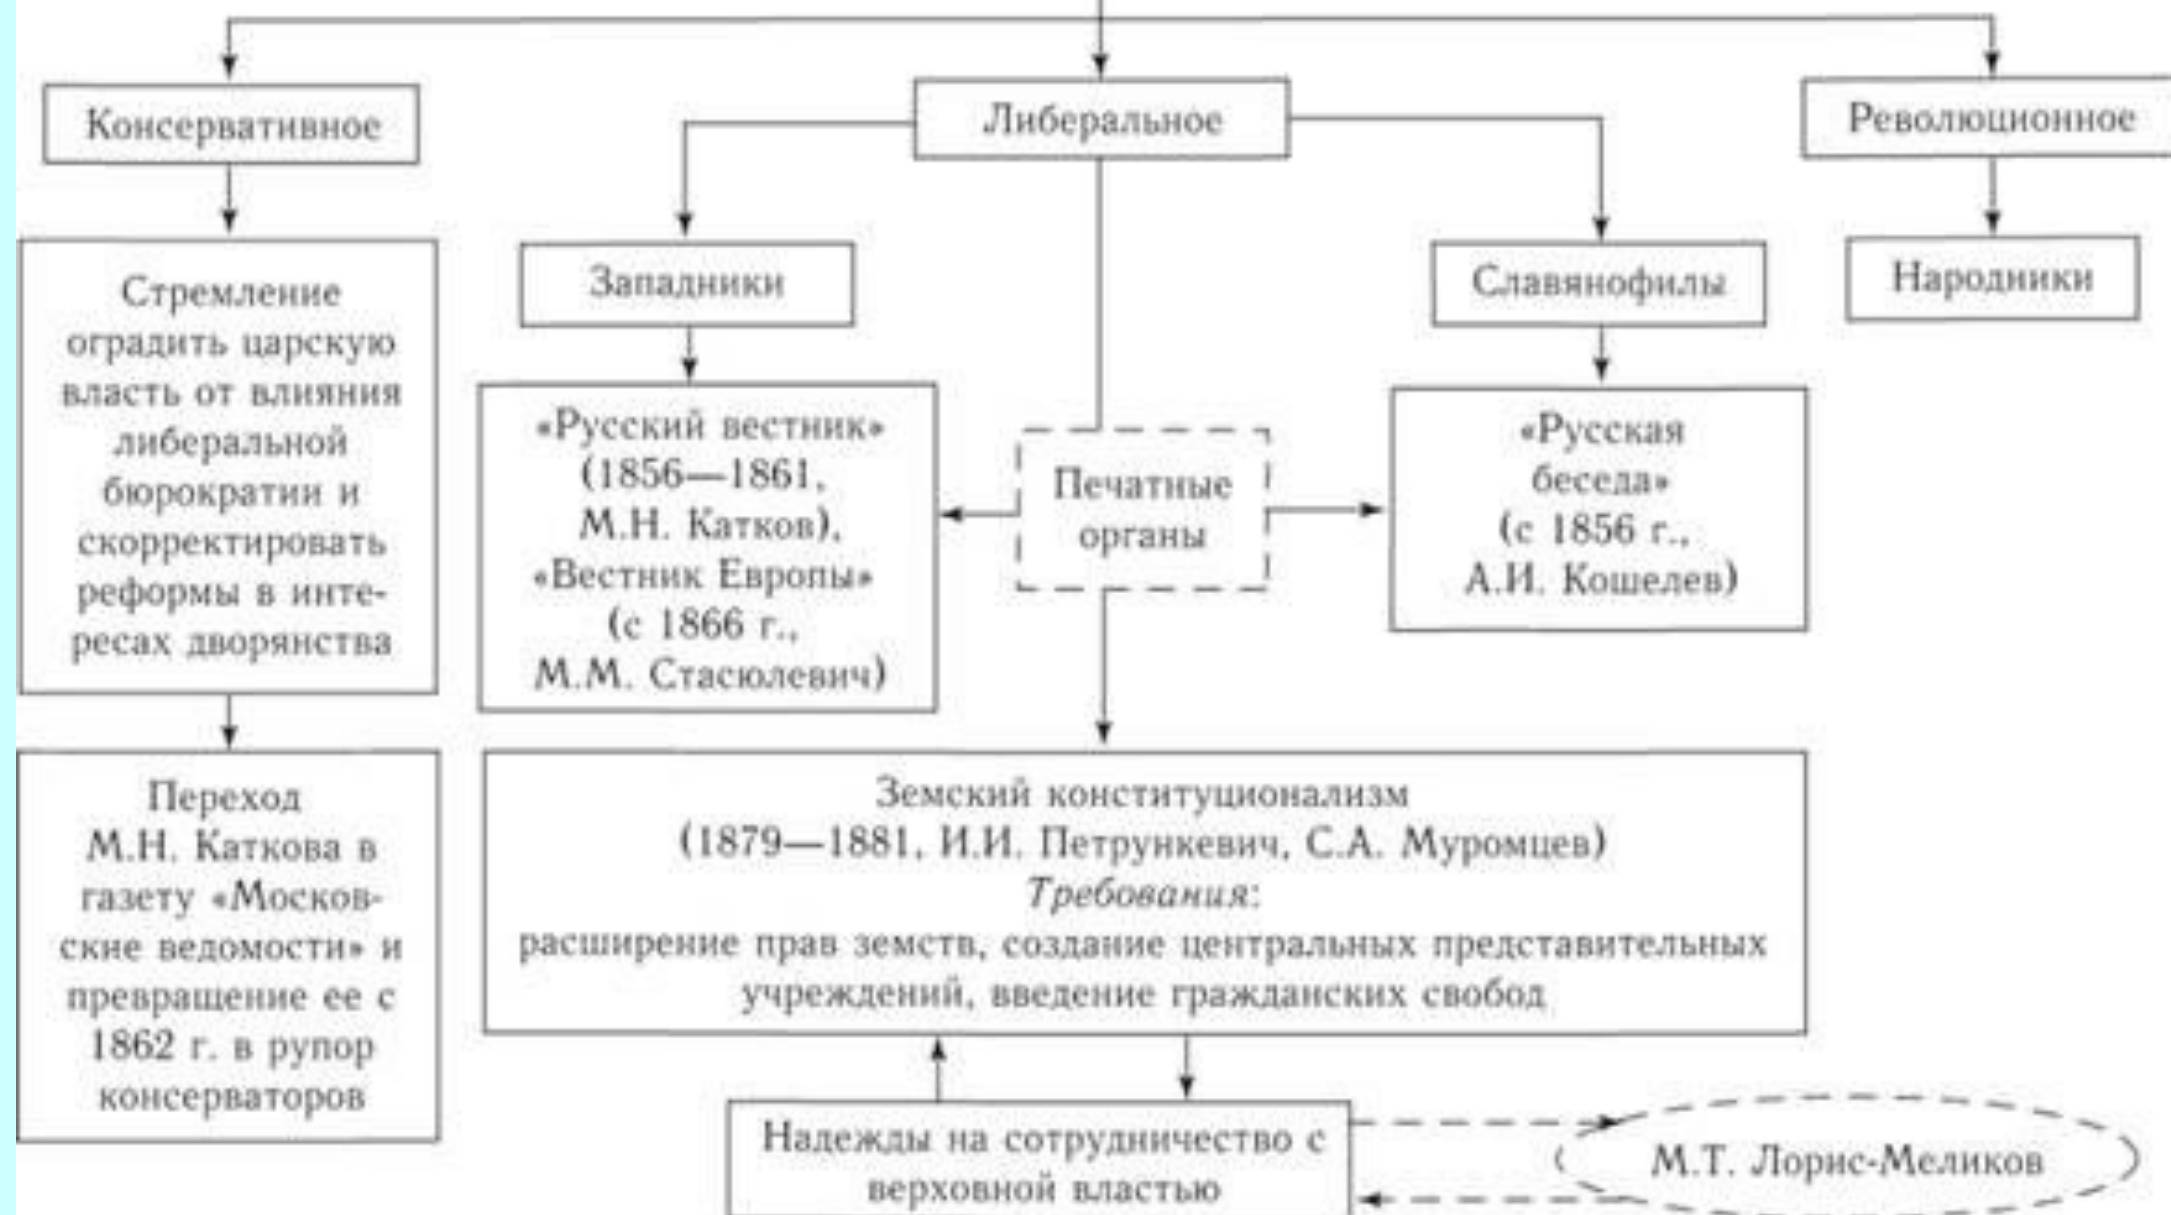 Консервативное
Либеральное
Революционное
Стремление
оградить царскую
власть от влияния
либеральной
бюрократии и
скорректировать
реформы в инте-
ресах дворянства
Западники
Славянофилы
Народники
«Русский вестник»
(1856—1861,
М.Н. Катков),
«Вестник Европы»
(с 1866 г.,
М.М. Стасюлевич)
Печатные
органы
«Русская
беседа»
(с 1856 г.,
А.И. Кошелев)
Переход
М.Н. Каткова в
газету «Москов-
ские ведомости» и
превращение ее с
1862 г. в рупор
консерваторов
Земский конституционализм
(1879—1881, И.И. Петрункевич, С.А. Муромцев)
Требования:
расширение прав земств, создание центральных представительных
учреждений, введение гражданских свобод
Надежды на сотрудничество с
верховной властью
М.Т. Лорис-Меликов